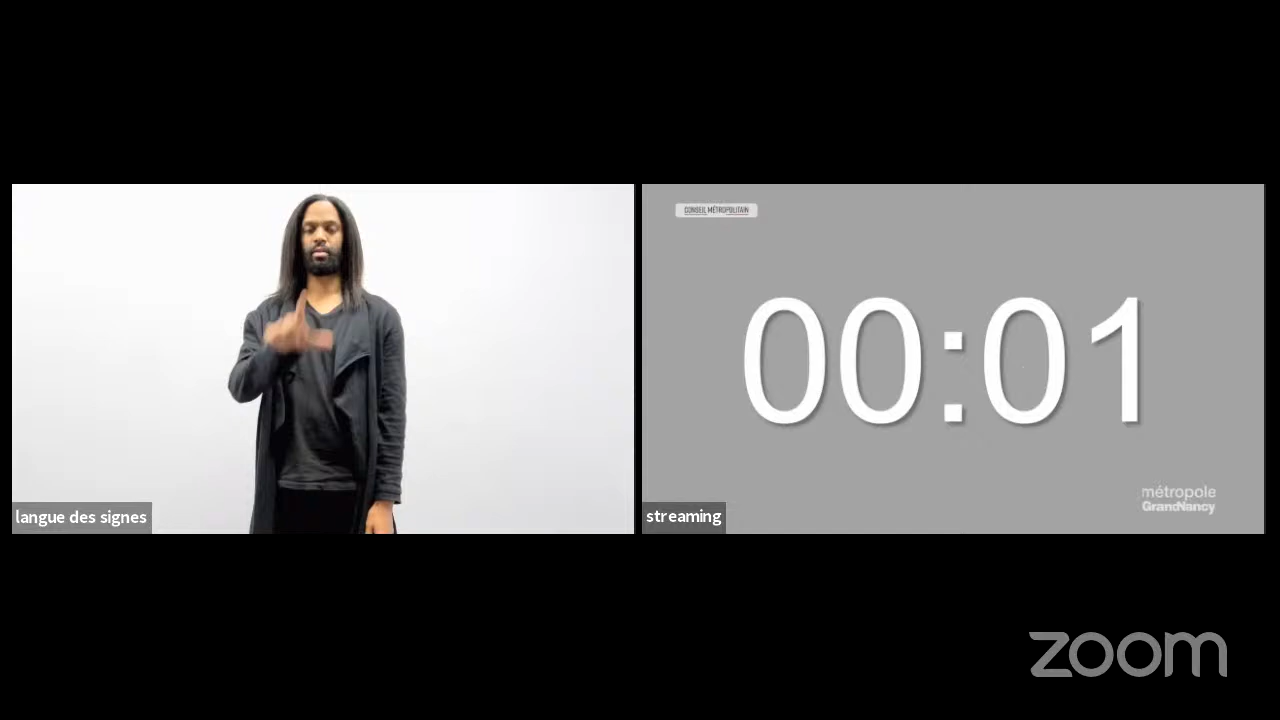 CONSEIL MÉTROPOLITAIN
00:01
métropole
GrandNancy
langue des signes
streaming
zoom